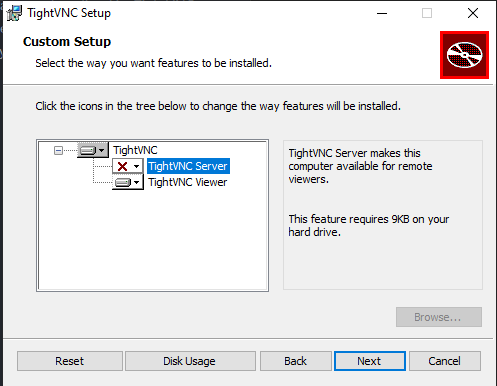 TightVNC Setup
Custom Setup
Select the way you want features to be installed.
Click the icons in the tree below to change the way features will be installed.
TightVNC
TightVNC Server
TightVNC Viewer
TightVNC Server makes this
computer available for remote
viewers.
This feature requires 9KB on your
hard drive.
Browse...
Reset
Disk Usage
Back
Next
Cancel